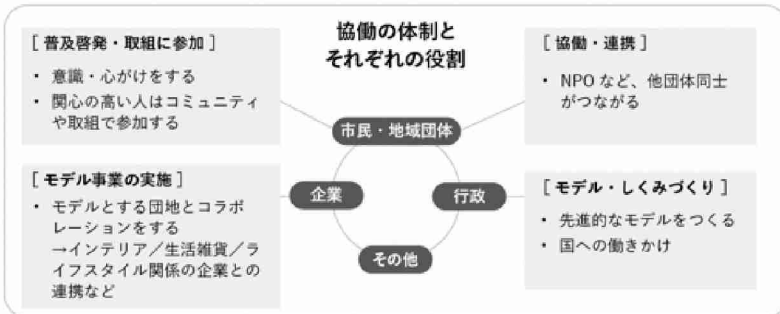 協働の体制と
それぞれの役割
[ 普及啓発・取組に参加 ]
• 意識・心がけをする
• 関心の高い人はコミュニティ
や取組で参加する
[ 協働・連携 ]
• NPO など、他団体同士
がつながる
市民・地域団体
企業
行政
その他
[ モデル事業の実施 ]
• モデルとする団地とコラボ
レーションをする
→インテリア／生活雑貨／ラ
イフスタイル関係の企業との
連携など
[ モデル・しくみづくり ]
• 先進的なモデルをつくる
• 国への働きかけ